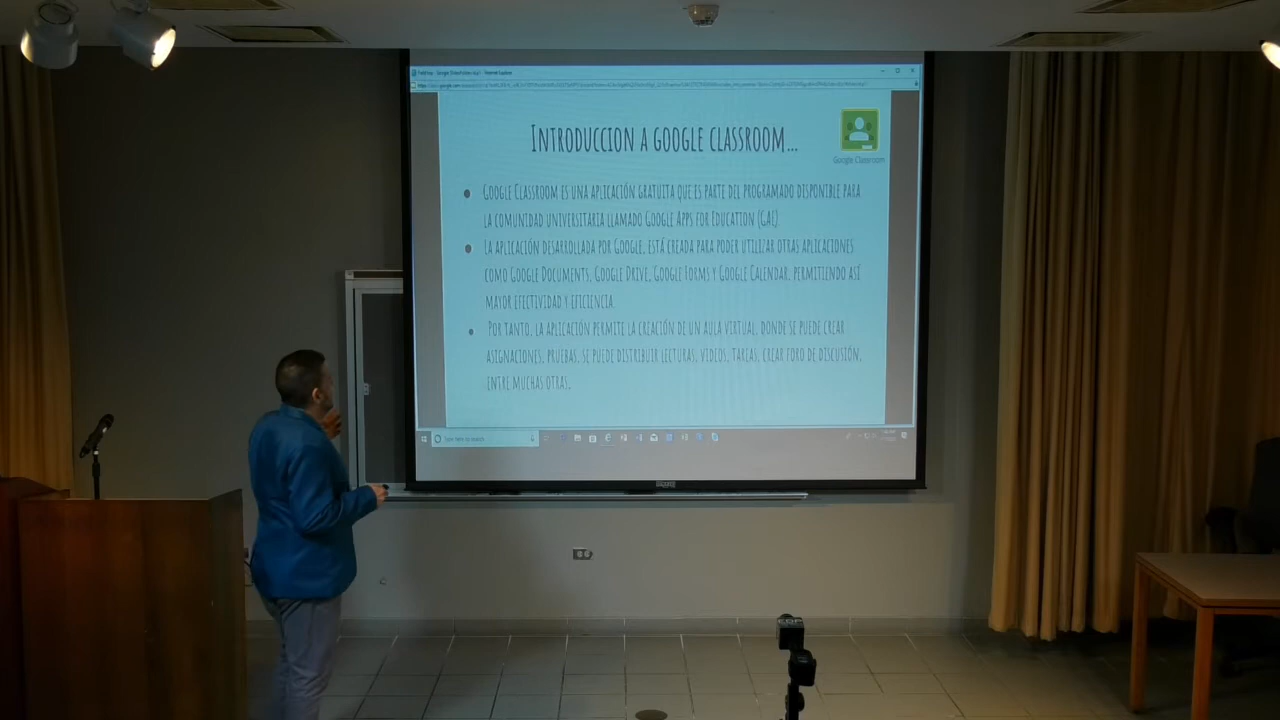 INTRODUCCION A GOOGLE CLASSROOM...
Google Classroom
GOOGLE CLASSROOM ES UNA APLICACIÓN GRATUITA QUE ES PARTE DEL PROGRAMADO DISPONIBLE PARA
LA COMUNIDAD UNIVERSITARIA LLAMADO GOOGLE APPS FOR EDUCATION (GAE).
LA APLICACIÓN DESARROLLADA POR GOOGLE, ESTÁ CREADA PARA PODER UTILIZAR OTRAS APLICACIONES
COMO GOOGLE DOCUMENTS, GOOGLE DRIVE, GOOGLE FORMS Y GOOGLE CALENDAR, PERMITIENDO ASÍ
MAYOR EFECTIVIDAD Y EFICIENCIA.
POR TANTO, LA APLICACIÓN PERMITE LA CREACIÓN DE UN AULA VIRTUAL, DONDE SE PUEDE CREAR
ASIGNACIONES, PRUEBAS, SE PUEDE DISTRIBUIR LECTURAS, VIDEOS, TAREAS, CREAR FORO DE DISCUSIÓN,
ENTRE MUCHAS OTRAS.
Type here to search